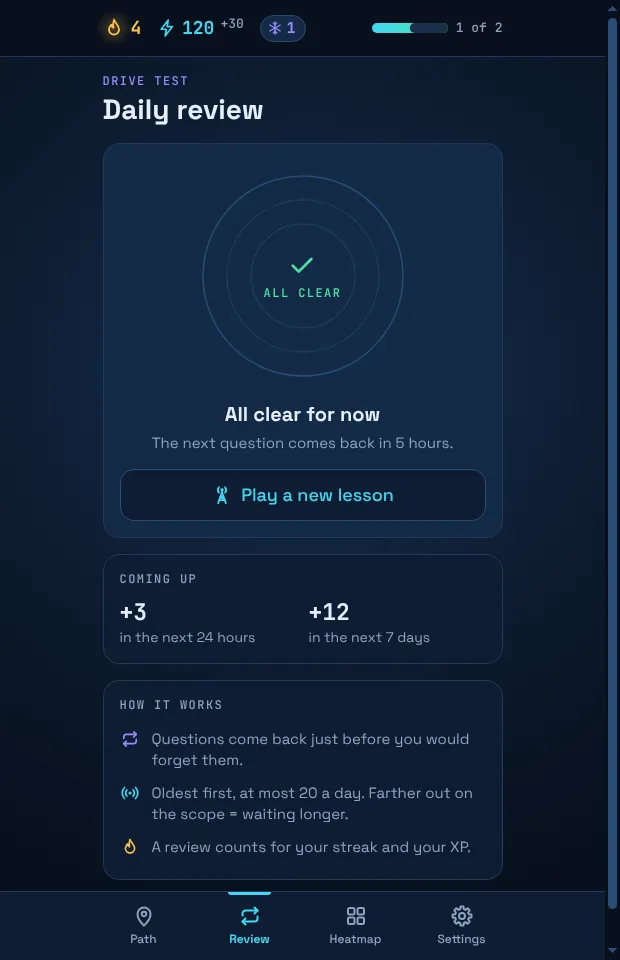 4 120 +30 1 1 of 2
DRIVE TEST
Daily review
ALL CLEAR
All clear for now
The next question comes back in 5 hours.
Play a new lesson
COMING UP
+3 +12
in the next 24 hours in the next 7 days
HOW IT WORKS
Questions come back just before you would
forget them.
Oldest first, at most 20 a day. Farther out on
the scope = waiting longer.
A review counts for your streak and your XP.
Path Review Heatmap Settings